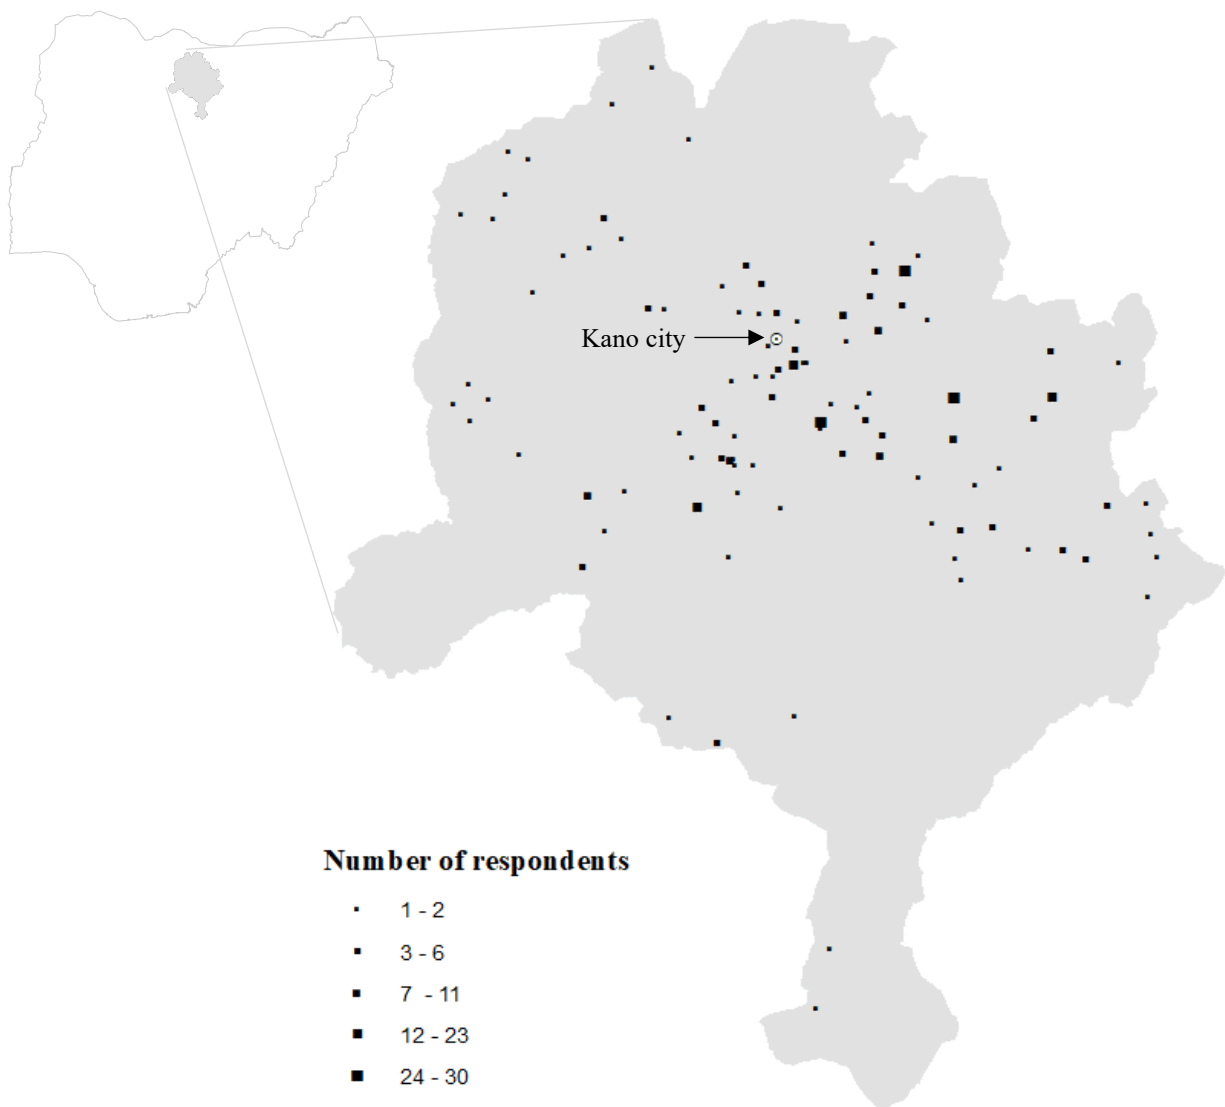 Kano city
Number of respondents
1 - 2
3 - 6
7 - 11
12 - 23
24 - 30